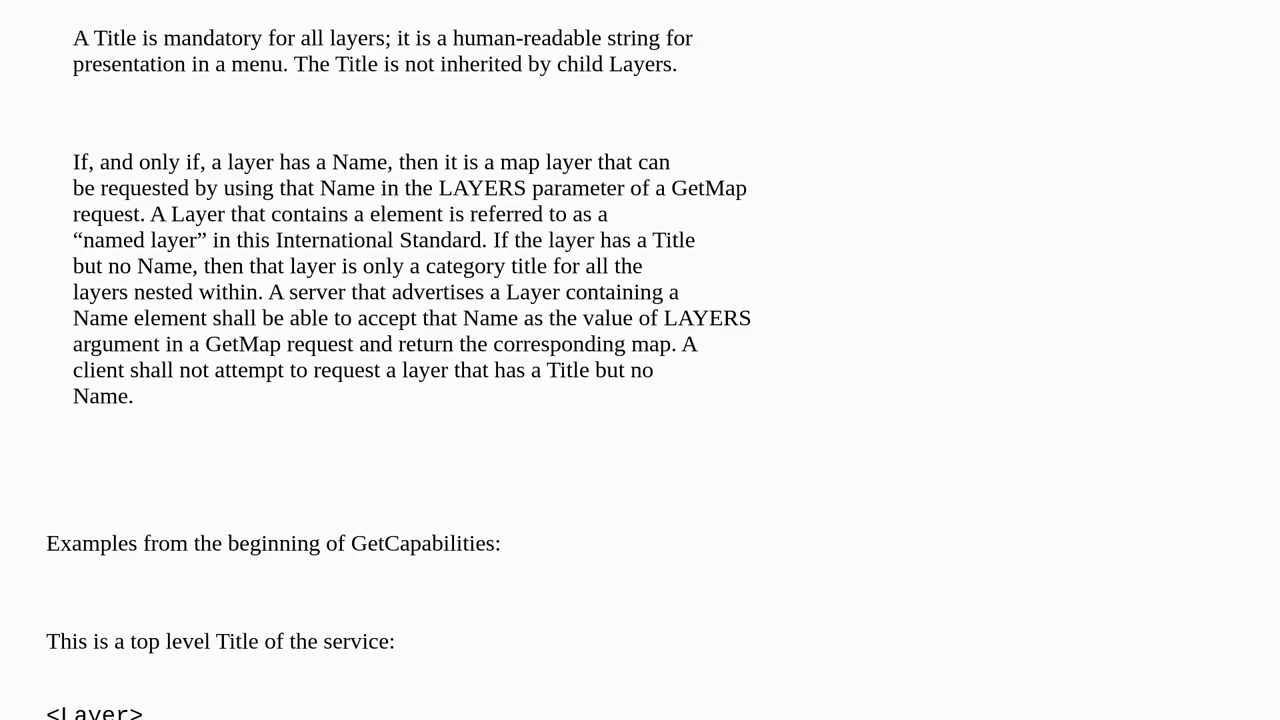 A Title is mandatory for all layers; it is a human-readable string for
presentation in a menu. The Title is not inherited by child Layers.
If, and only if, a layer has a Name, then it is a map layer that can
be requested by using that Name in the LAYERS parameter of a GetMap
request. A Layer that contains a element is referred to as a
“named layer” in this International Standard. If the layer has a Title
but no Name, then that layer is only a category title for all the
layers nested within. A server that advertises a Layer containing a
Name element shall be able to accept that Name as the value of LAYERS
argument in a GetMap request and return the corresponding map. A
client shall not attempt to request a layer that has a Title but no
Name.
Examples from the beginning of GetCapabilities:
This is a top level Title of the service:
<Layer>